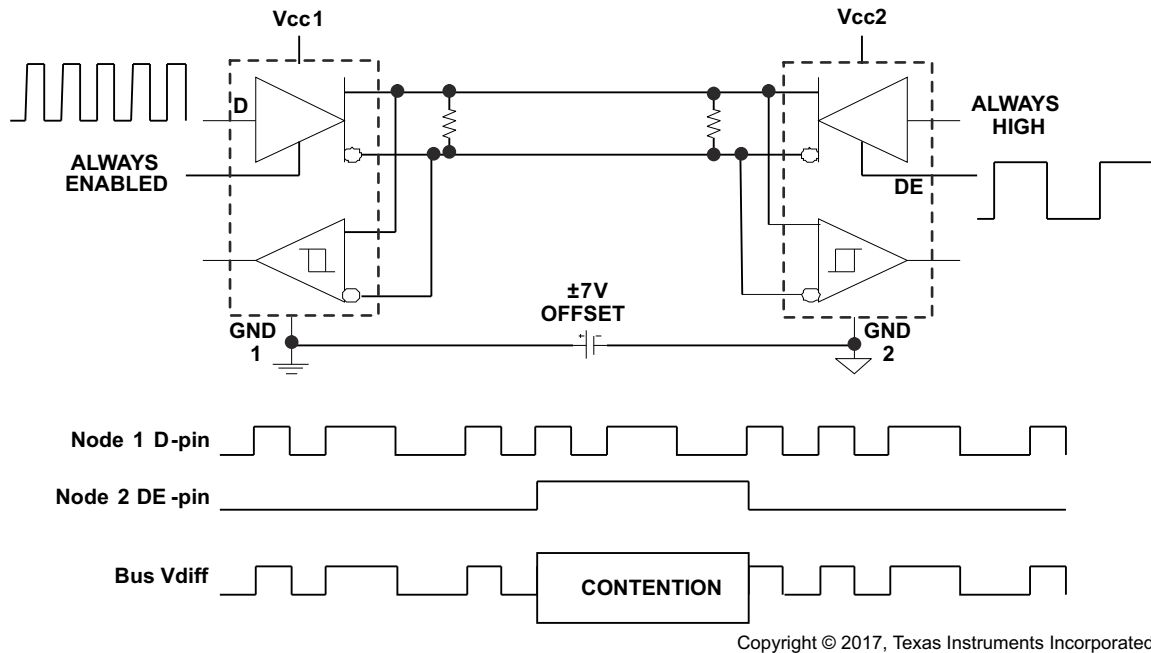 Vcc1
Vcc2
D
ALWAYS
HIGH
ALWAYS
ENABLED
DE
±7V
OFFSET
GND
1
GND
2
Node 1 D-pin
Node 2 DE-pin
Bus Vdiff
CONTENTION
Copyright © 2017, Texas Instruments Incorporated